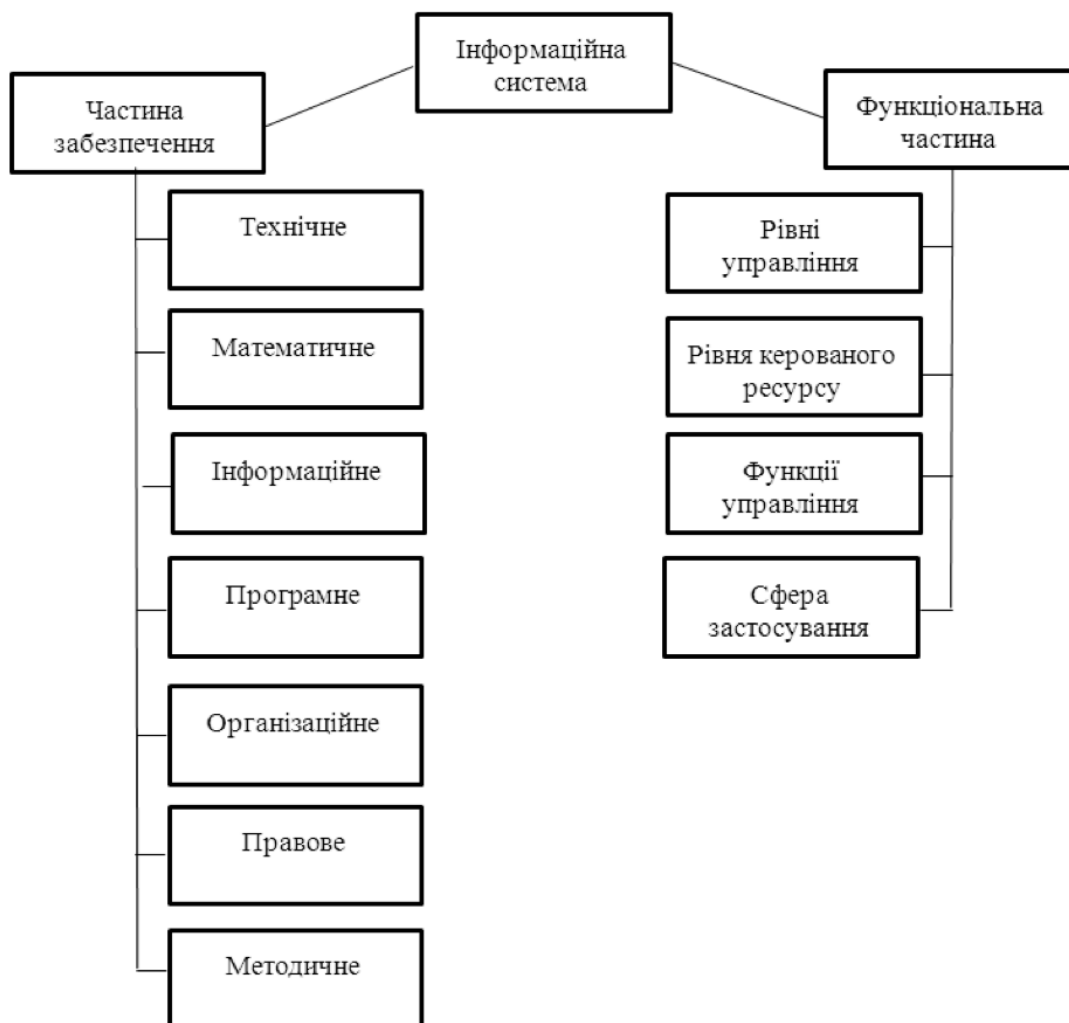 Інформаційна
система
Частина
забезпечення
Функціональна
частина
Технічне
Математичне
Інформаційне
Програмне
Організаційне
Правове
Методичне
Рівні
управління
Рівня керованого
ресурсу
Функції
управління
Сфера
застосування